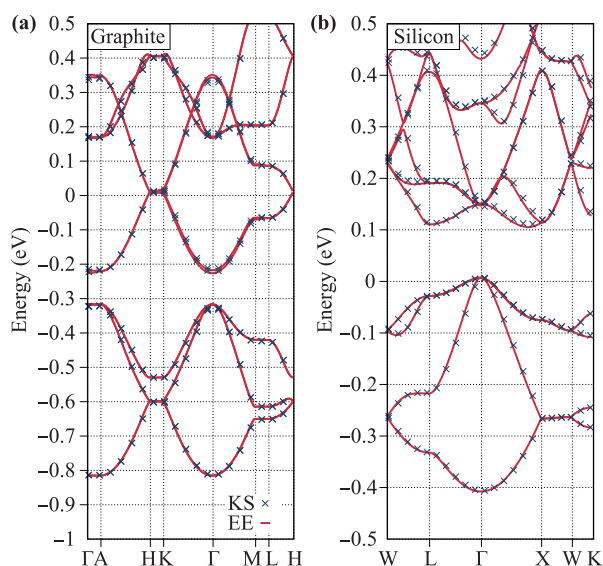 (a)
Graphite
Energy (eV)
0.5
0.4
0.3
0.2
0.1
0
−0.1
−0.2
−0.3
−0.4
−0.5
−0.6
−0.7
−0.8
−0.9
−1
KS
EE
Γ A H K Γ M L H
(b)
Silicon
Energy (eV)
0.5
0.4
0.3
0.2
0.1
0
−0.1
−0.2
−0.3
−0.4
−0.5
W L Γ X W K